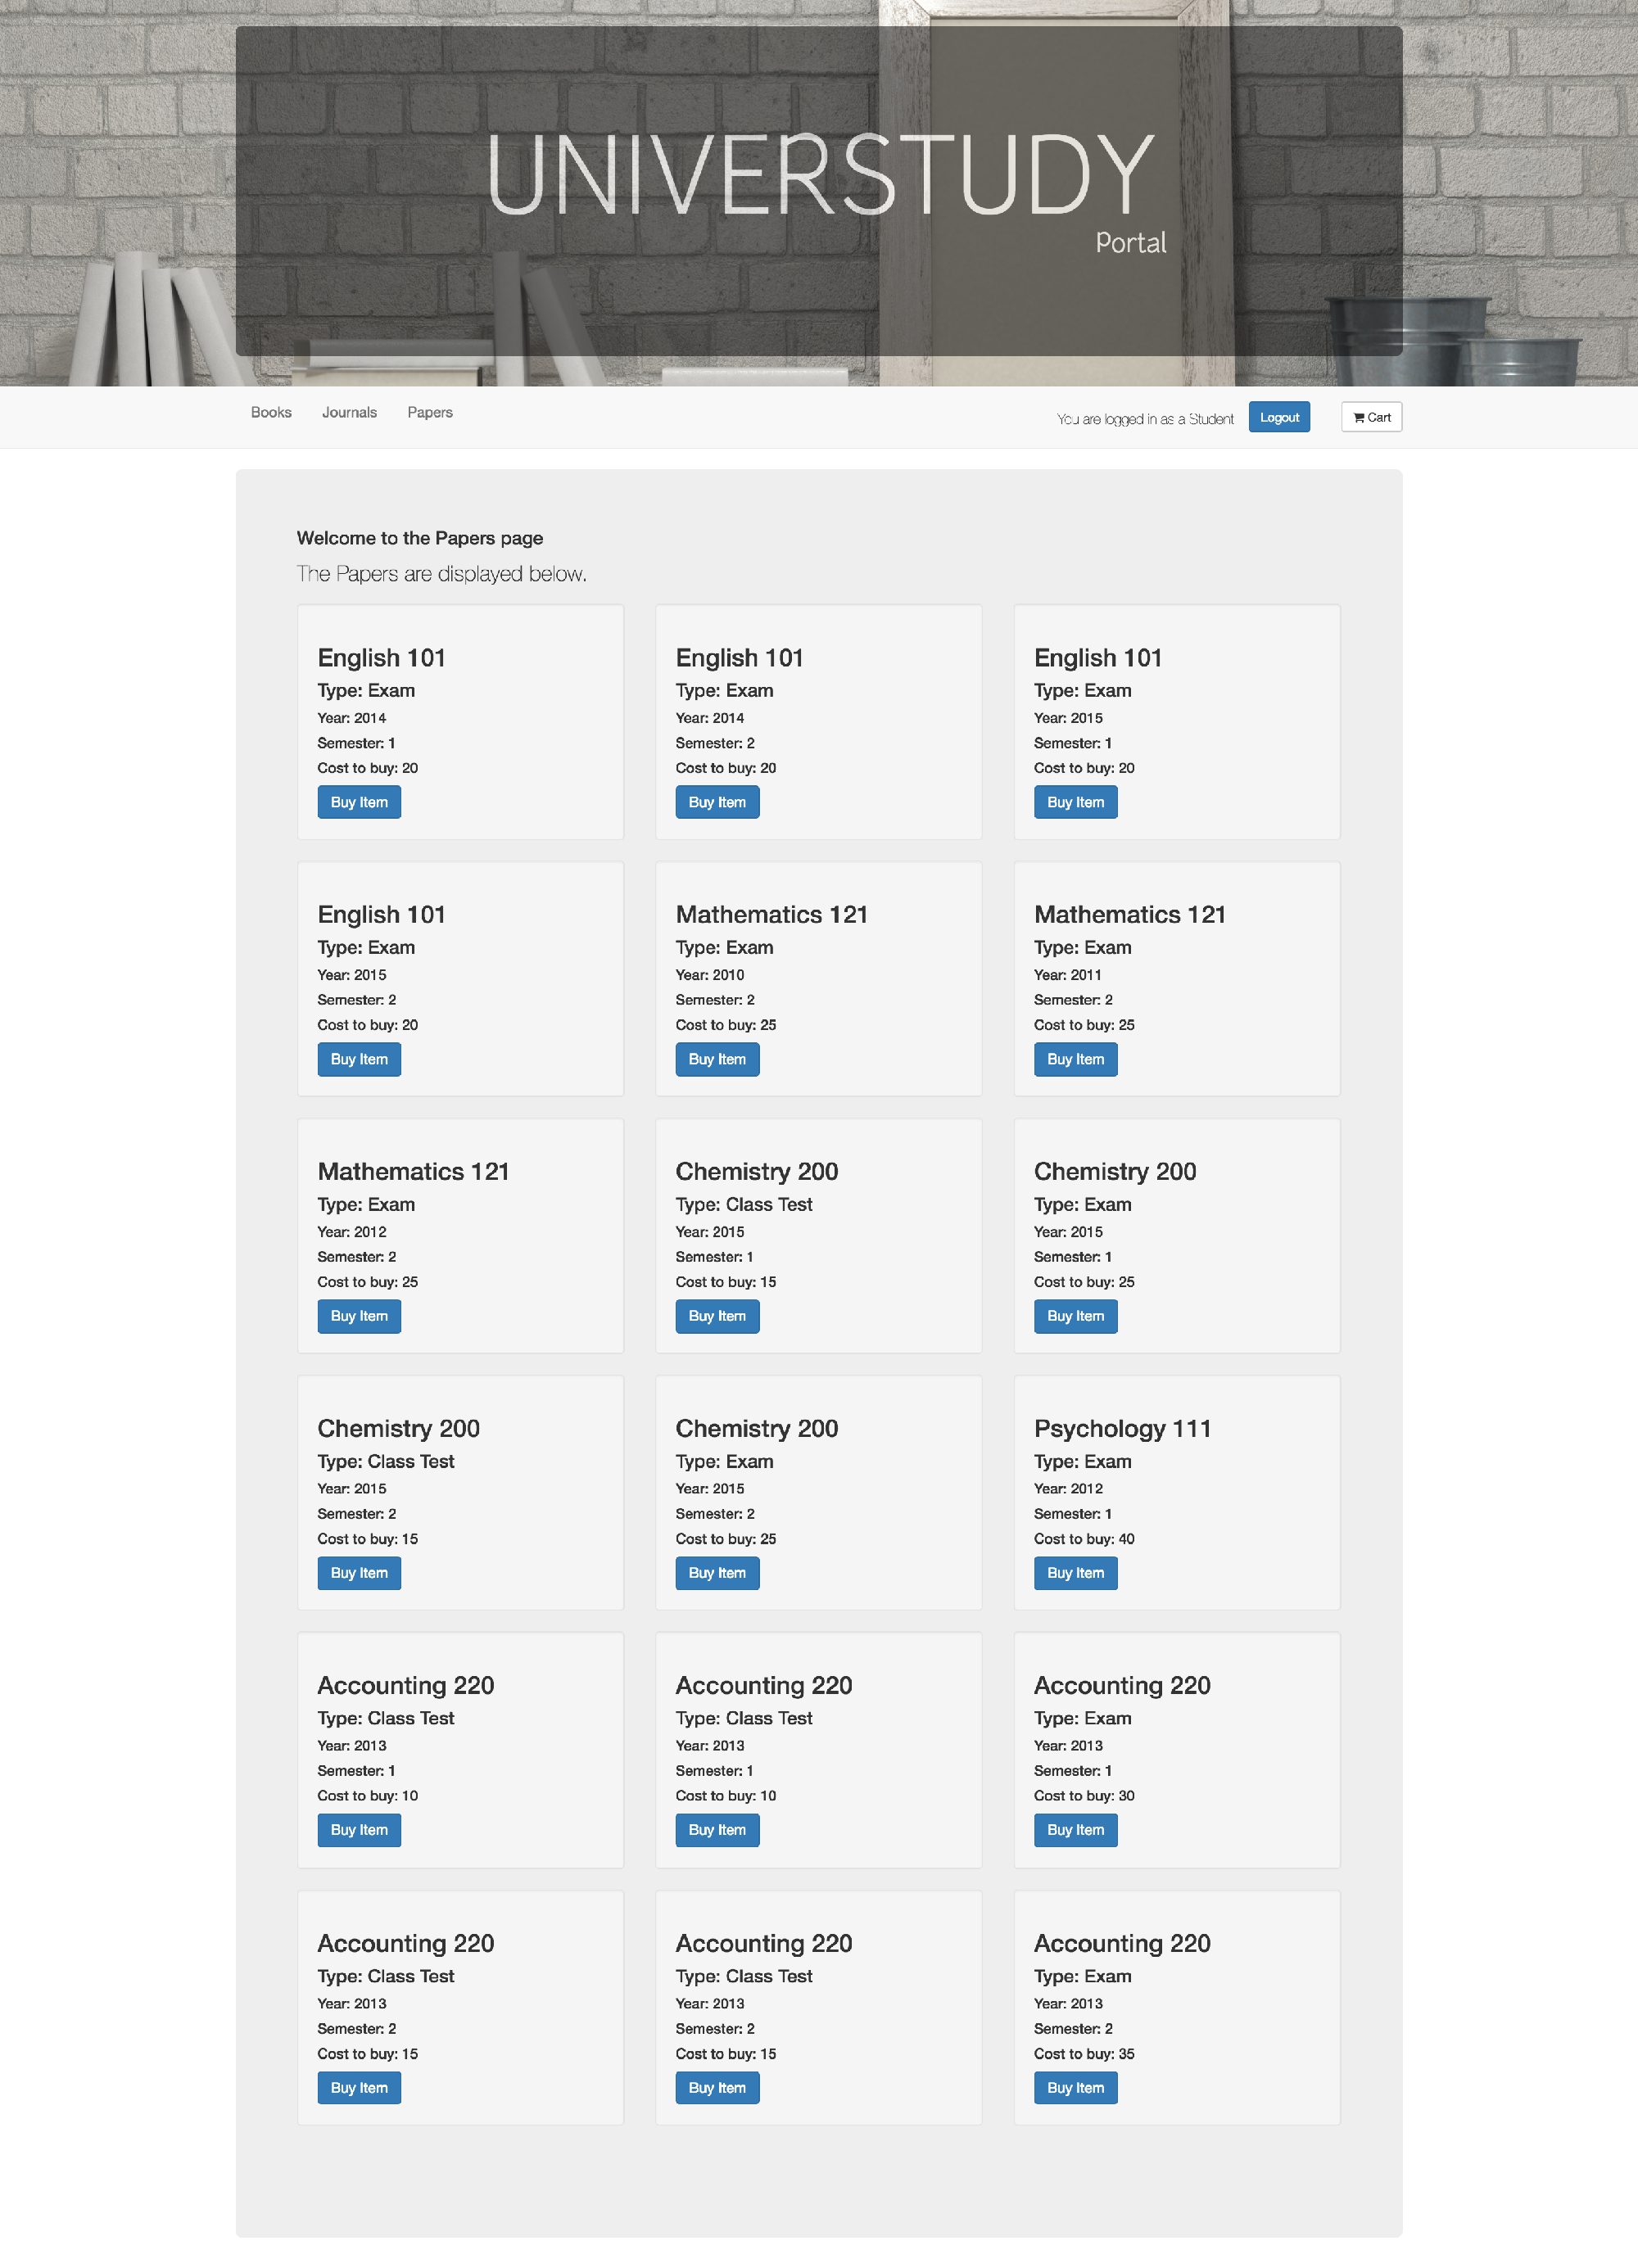 UNIVERSTUDY
Portal
Books Journals Papers You are logged in as a Student Logout Cart
Welcome to the Papers page
The Papers are displayed below.
English 101
Type: Exam
Year: 2014
Semester: 1
Cost to buy: 20
Buy Item
English 101
Type: Exam
Year: 2014
Semester: 2
Cost to buy: 20
Buy Item
English 101
Type: Exam
Year: 2015
Semester: 1
Cost to buy: 20
Buy Item
English 101
Type: Exam
Year: 2015
Semester: 2
Cost to buy: 20
Buy Item
Mathematics 121
Type: Exam
Year: 2010
Semester: 2
Cost to buy: 25
Buy Item
Mathematics 121
Type: Exam
Year: 2011
Semester: 2
Cost to buy: 25
Buy Item
Mathematics 121
Type: Exam
Year: 2012
Semester: 2
Cost to buy: 25
Buy Item
Chemistry 200
Type: Class Test
Year: 2015
Semester: 1
Cost to buy: 15
Buy Item
Chemistry 200
Type: Exam
Year: 2015
Semester: 1
Cost to buy: 25
Buy Item
Chemistry 200
Type: Class Test
Year: 2015
Semester: 2
Cost to buy: 15
Buy Item
Chemistry 200
Type: Exam
Year: 2015
Semester: 2
Cost to buy: 25
Buy Item
Psychology 111
Type: Exam
Year: 2012
Semester: 1
Cost to buy: 40
Buy Item
Accounting 220
Type: Class Test
Year: 2013
Semester: 1
Cost to buy: 10
Buy Item
Accounting 220
Type: Class Test
Year: 2013
Semester: 1
Cost to buy: 10
Buy Item
Accounting 220
Type: Exam
Year: 2013
Semester: 1
Cost to buy: 30
Buy Item
Accounting 220
Type: Class Test
Year: 2013
Semester: 2
Cost to buy: 15
Buy Item
Accounting 220
Type: Class Test
Year: 2013
Semester: 2
Cost to buy: 15
Buy Item
Accounting 220
Type: Exam
Year: 2013
Semester: 2
Cost to buy: 35
Buy Item